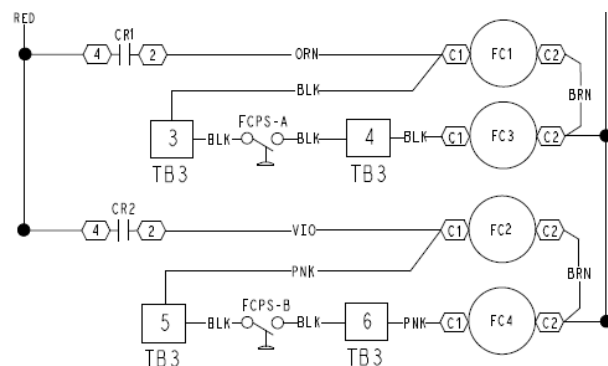 RED
CR1
4 2 ORN C1 FC1 C2
BLK
BRN
FCPS-A
3 BLK BLK 4 BLK C1 FC3 C2
TB3 TB3
CR2
4 2 VIO C1 FC2 C2
PNK
BRN
FCPS-B
5 BLK BLK 6 PNK C1 FC4 C2
TB3 TB3